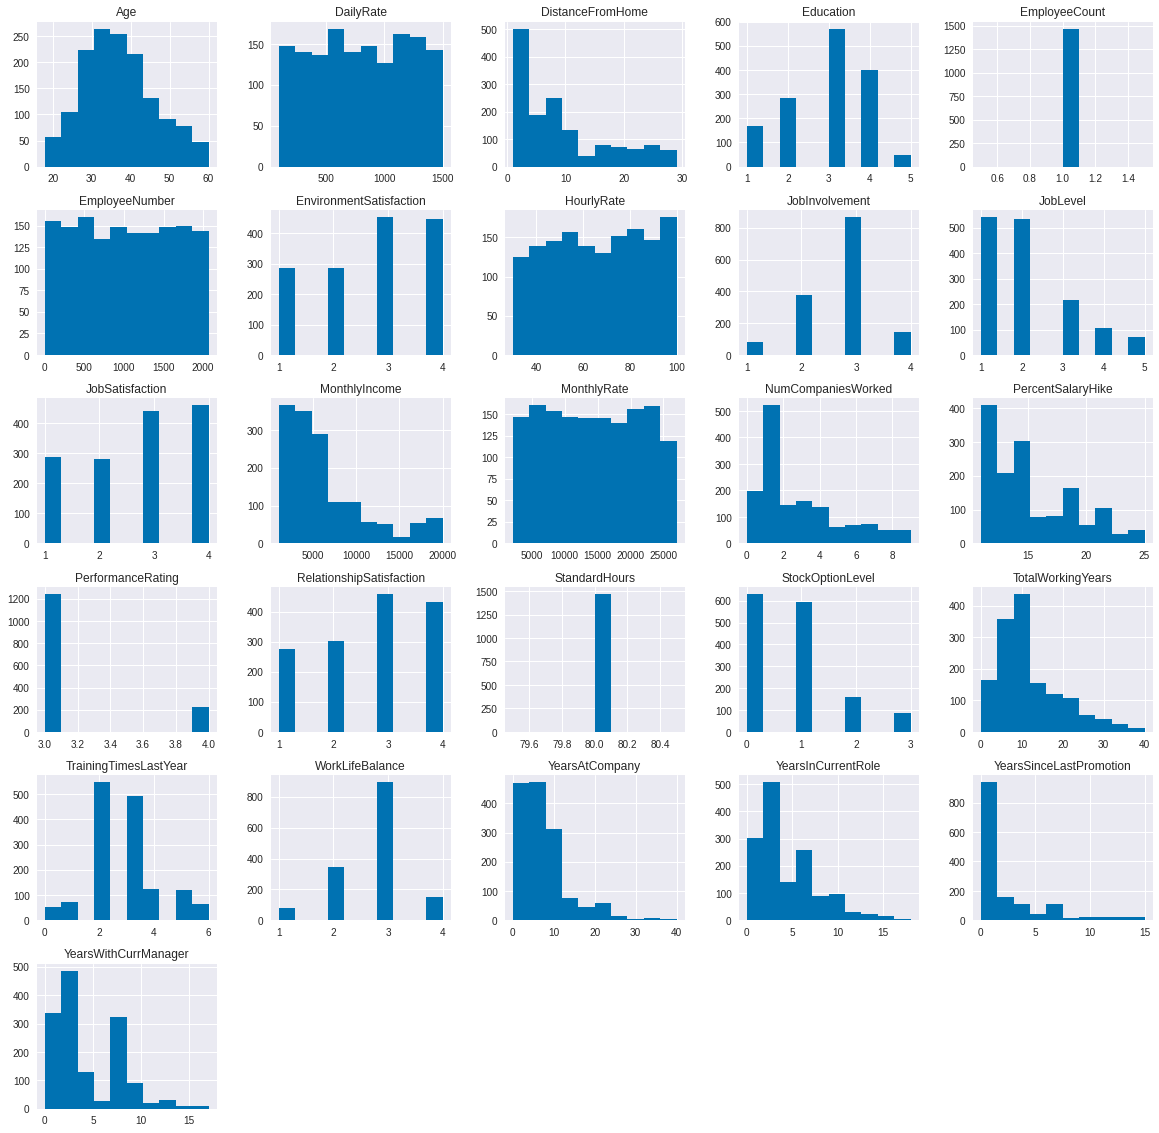 Age
250
200
150
100
50
0
20 30 40 50 60
DailyRate
150
100
50
0
500 1000 1500
DistanceFromHome
500
400
300
200
100
0
0 10 20 30
Education
600
500
400
300
200
100
0
1 2 3 4 5
EmployeeCount
1500
1250
1000
750
500
250
0
0.6 0.8 1.0 1.2 1.4
EmployeeNumber
150
125
100
75
50
25
0
0 500 1000 1500 2000
EnvironmentSatisfaction
400
300
200
100
0
1 2 3 4
HourlyRate
150
100
50
0
40 60 80 100
JobInvolvement
800
600
400
200
0
1 2 3 4
JobLevel
500
400
300
200
100
0
1 2 3 4 5
JobSatisfaction
400
300
200
100
0
1 2 3 4
MonthlyIncome
300
200
100
0
5000 10000 15000 20000
MonthlyRate
150
125
100
75
50
25
0
5000 10000 15000 20000 25000
NumCompaniesWorked
500
400
300
200
100
0
0 2 4 6 8
PercentSalaryHike
400
300
200
100
0
15 20 25
PerformanceRating
1200
1000
800
600
400
200
0
3.0 3.2 3.4 3.6 3.8 4.0
RelationshipSatisfaction
400
300
200
100
0
1 2 3 4
StandardHours
1500
1250
1000
750
500
250
0
79.6 79.8 80.0 80.2 80.4
StockOptionLevel
600
500
400
300
200
100
0
0 1 2 3
TotalWorkingYears
400
300
200
100
0
0 10 20 30 40
TrainingTimesLastYear
500
400
300
200
100
0
0 2 4 6
WorkLifeBalance
800
600
400
200
0
1 2 3 4
YearsAtCompany
400
300
200
100
0
0 10 20 30 40
YearsInCurrentRole
500
400
300
200
100
0
0 5 10 15
YearsSinceLastPromotion
800
600
400
200
0
0 5 10 15
YearsWithCurrManager
500
400
300
200
100
0
0 5 10 15